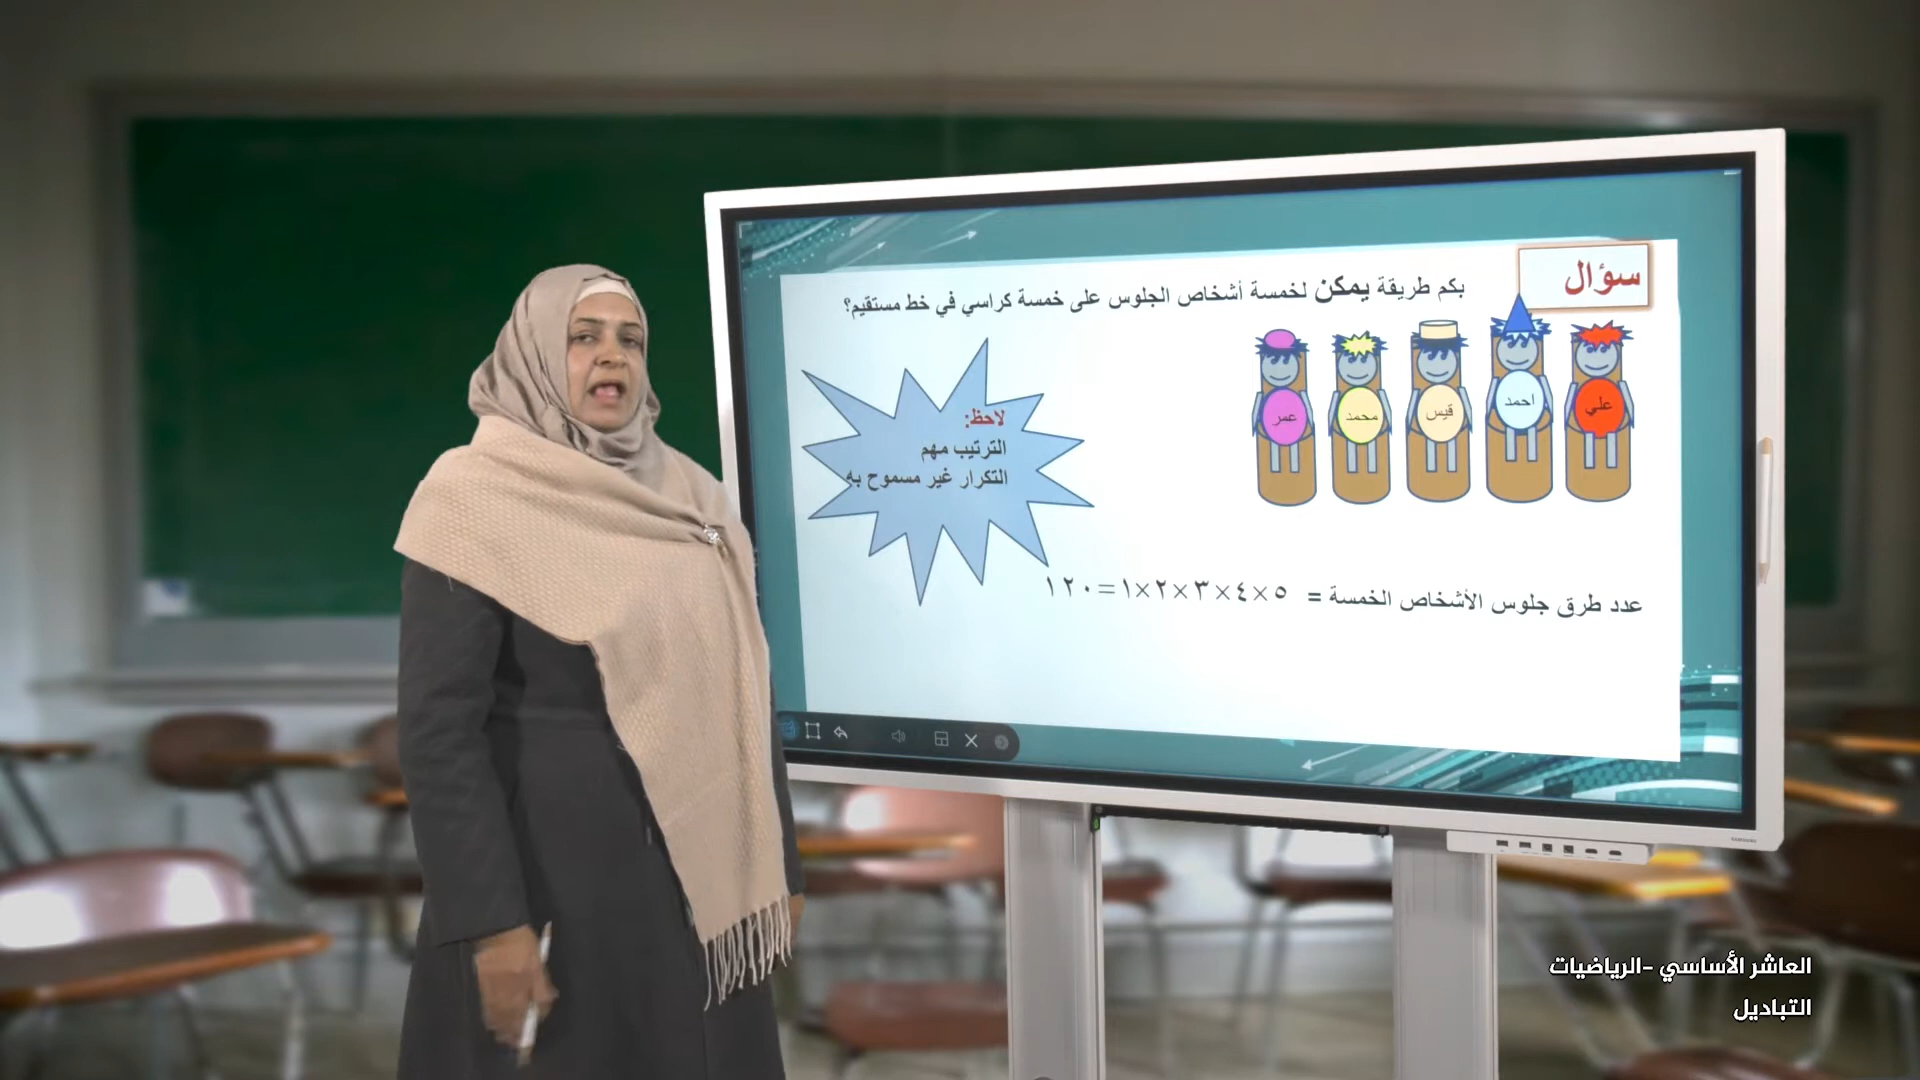 سؤال
بكم طريقة يمكن لخمسة أشخاص الجلوس على خمسة كراسي في خط مستقيم؟
علي
احمد
قيس
محمد
عمر
لاحظ:
الترتيب مهم
التكرار غير مسموح به
عدد طرق جلوس الأشخاص الخمسة = ٥×٤×٣×٢×١=١٢٠
SAMSUNG
العاشر الأساسي -الرياضيات
التباديل